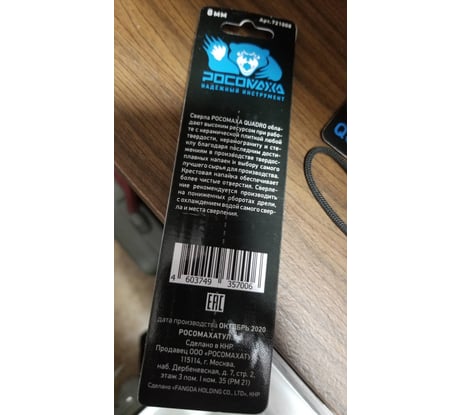 8 мм Арт.721008
РОСОМАХА
НАДЁЖНЫЙ ИНСТРУМЕНТ
Сверла РОСОМАХА QUADRO обла-
дают высоким ресурсом при рабо-
те с керамической плиткой любой
твердости, керамограниту и сте-
клу благодаря последним дости-
жениям в производстве твердос-
плавных напаек и выбору самого
лучшего сырья для производства.
Крестовая напайка обеспечивает
более чистые отверстия. Сверле-
ние рекомендуется производить
на пониженных оборотах дрели,
с охлаждением водой самого свер-
ла и места сверления.
4 603749 357006
EAC
дата производства ОКТЯБРЬ 2020
РОСОМАХАТУЛ
Сделано в КНР.
Продавец ООО «РОСОМАХАТУЛ
115114, г. Москва,
наб. Дербеневская, д. 7, стр. 2,
этаж 3 пом. I ком. 35 (РМ 21)
Сделано «FANGDA HOLDING CO., LTD», КНР
Q